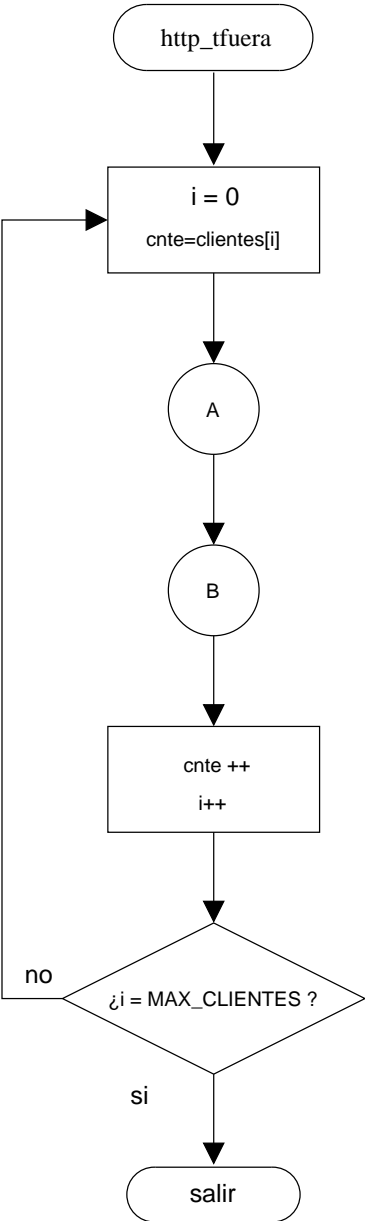 http_tfuera
i = 0
cnte=clientes[i]
A
B
cnte ++
i++
¿i = MAX_CLIENTES ?
no
si
salir